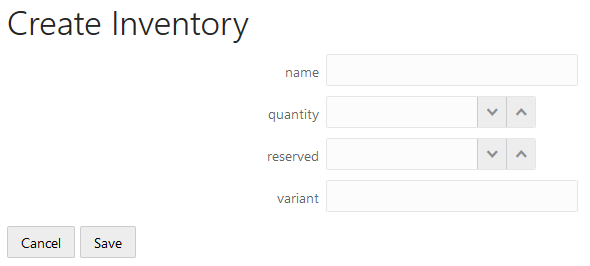 Create Inventory
name
quantity
reserved
variant
Cancel Save